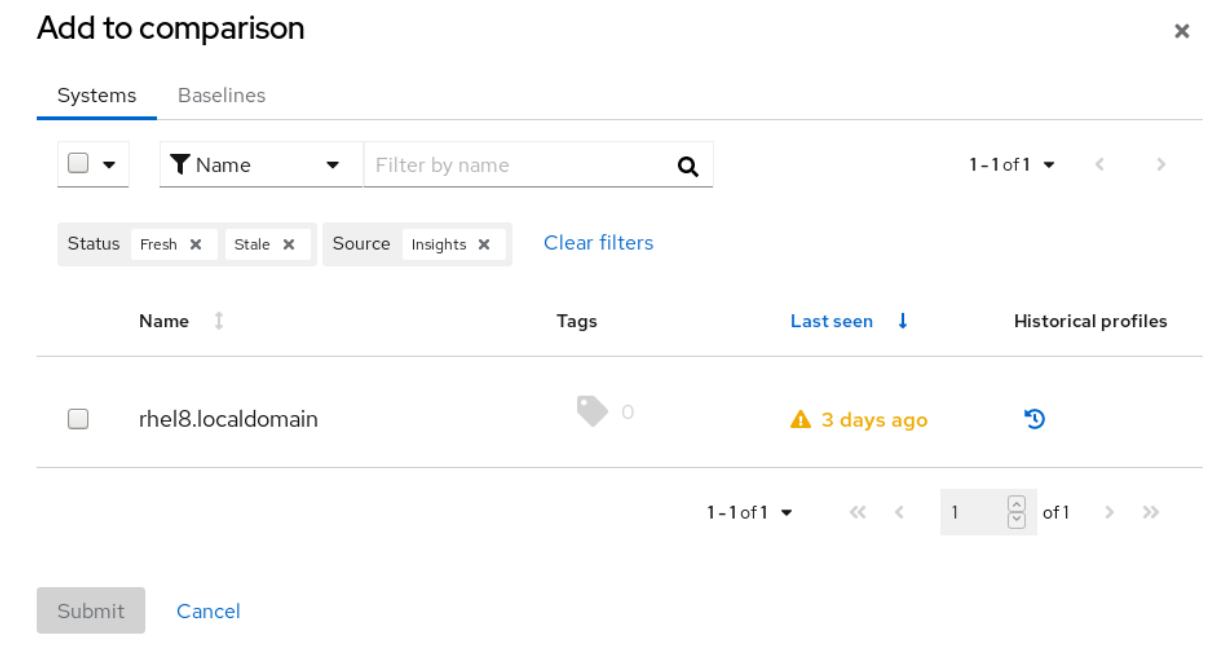 Add to comparison
Systems Baselines
Name Filter by name 1-1 of 1
Status Fresh Stale Source Insights Clear filters
Name Tags Last seen Historical profiles
rhel8.localdomain 0 3 days ago
1-1 of 1 1 of 1
Submit Cancel